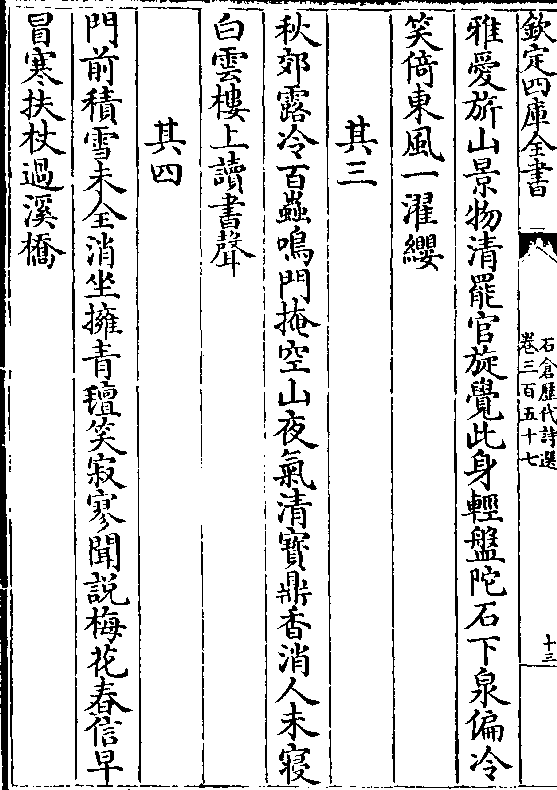 欽定四庫全書
石倉歷代詩選
卷三百五十七
十三
雅愛旂山景物清罷官旋覺此身輕盤陀石下泉偏冷
笑倚東風一濯纓
其三
秋郊露冷百蟲鳴門掩空山夜氣清寳鼎香消人未寝
白雲樓上讀書聲
其四
門前積雪未全消坐擁青氊笑寂寥聞説梅花春信早
冒寒扶杖過溪橋